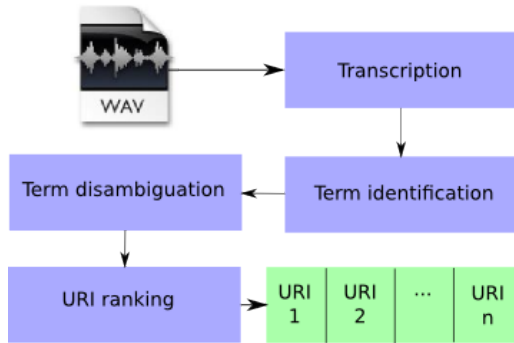 WAV
Transcription
Term identification
Term disambiguation
URI ranking
URI URI ... URI
1 2 n